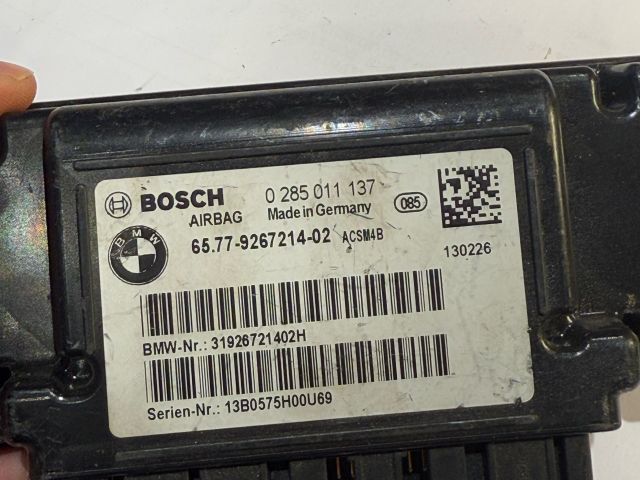 BOSCH 0 285 011 137
AIRBAG Made in Germany 085
BMW
65.77-9267214-02 ACSM4B
130226
BMW-Nr.: 31926721402H
Serien-Nr.: 13B0575H00U69